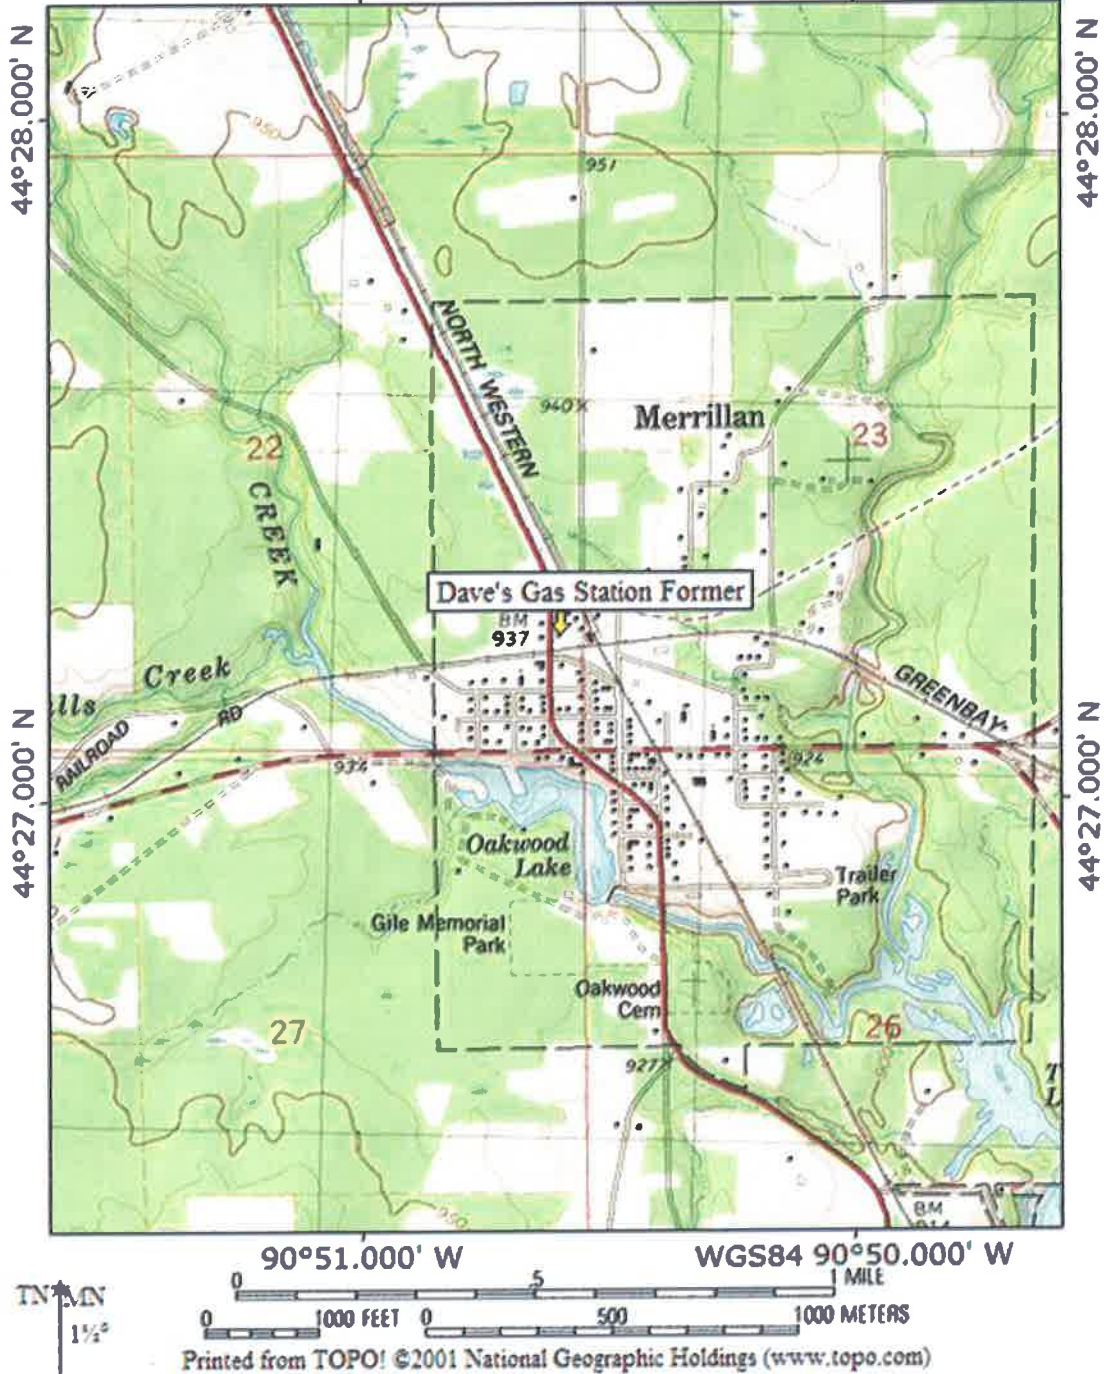 44°28.000' N
44°28.000' N
950
951
NORTH WESTERN
940
Merrillan
22
23
CREEK
Dave's Gas Station Former
BM
937
Creek
lls
GREENBAY
RAILROAD
RD
934
924
44°27.000' N
44°27.000' N
Oakwood
Lake
Trailer
Park
Gile Memorial
Park
Oakwood
Cem
27
26
927
950
BM
90°51.000' W
WGS84 90°50.000' W
0 .5 1 MILE
0 1000 FEET 0 500 1000 METERS
TN MN
1½°
Printed from TOPO! ©2001 National Geographic Holdings (www.topo.com)